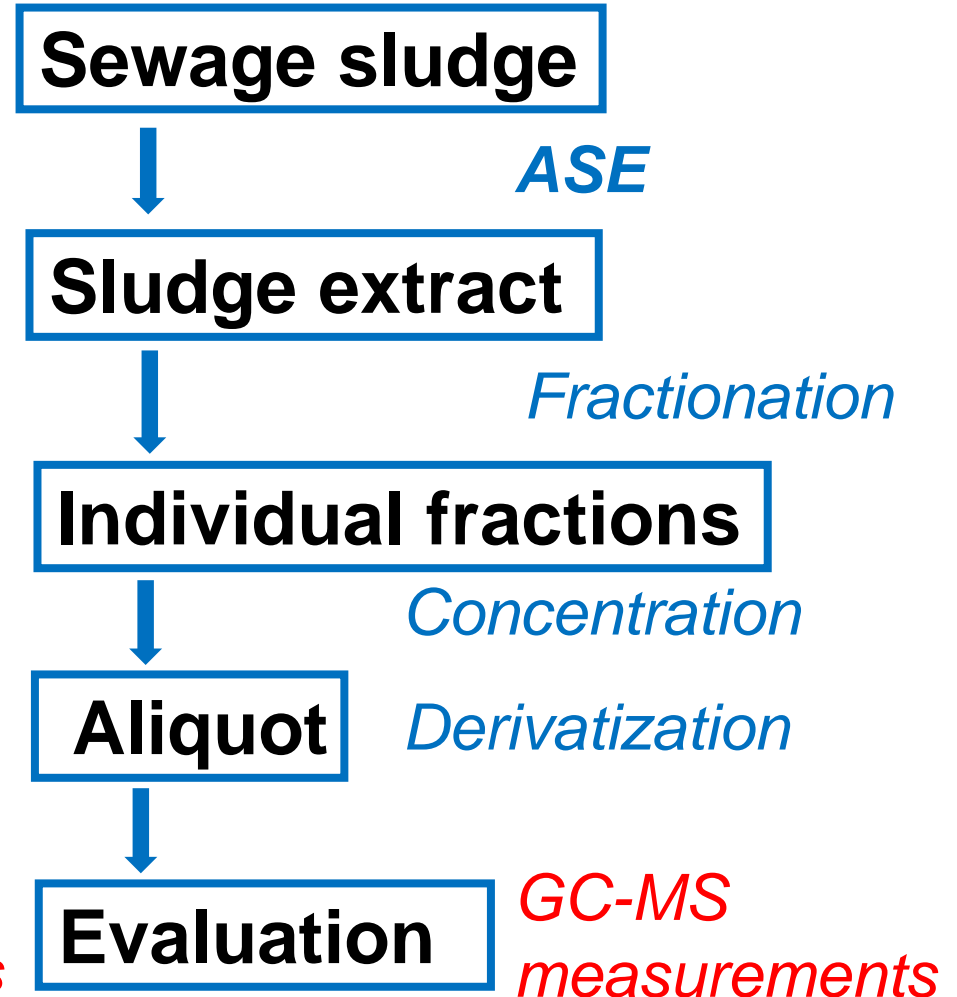 Sewage sludge
ASE
Sludge extract
Fractionation
Individual fractions
Concentration
Aliquot
Derivatization
Evaluation
GC-MS
measurements